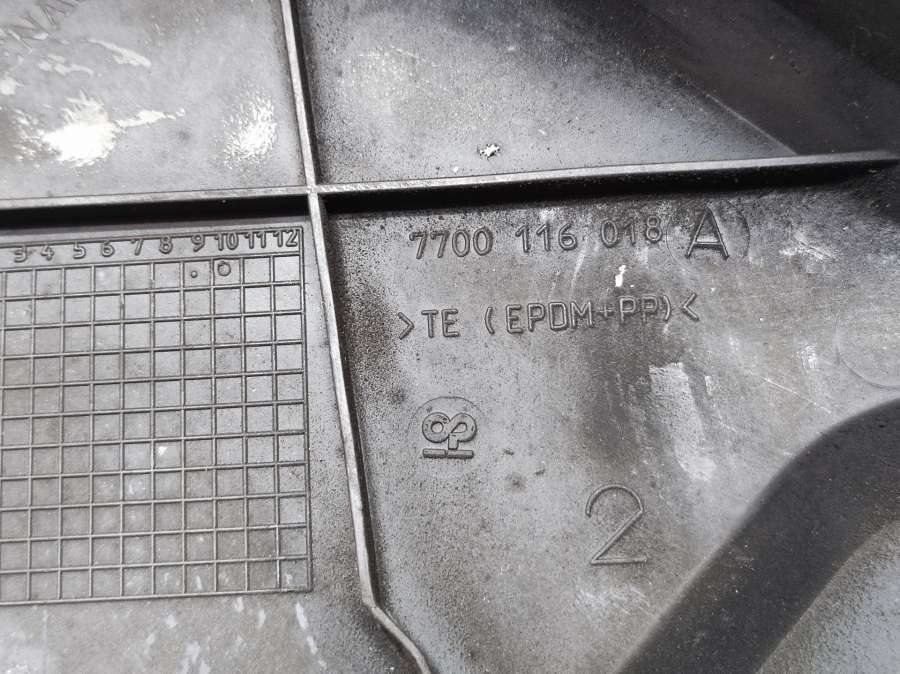 3 4 5 6 7 8 9 10 11 12
7700 116 018 A
>TE (EPDM+PP)<
2